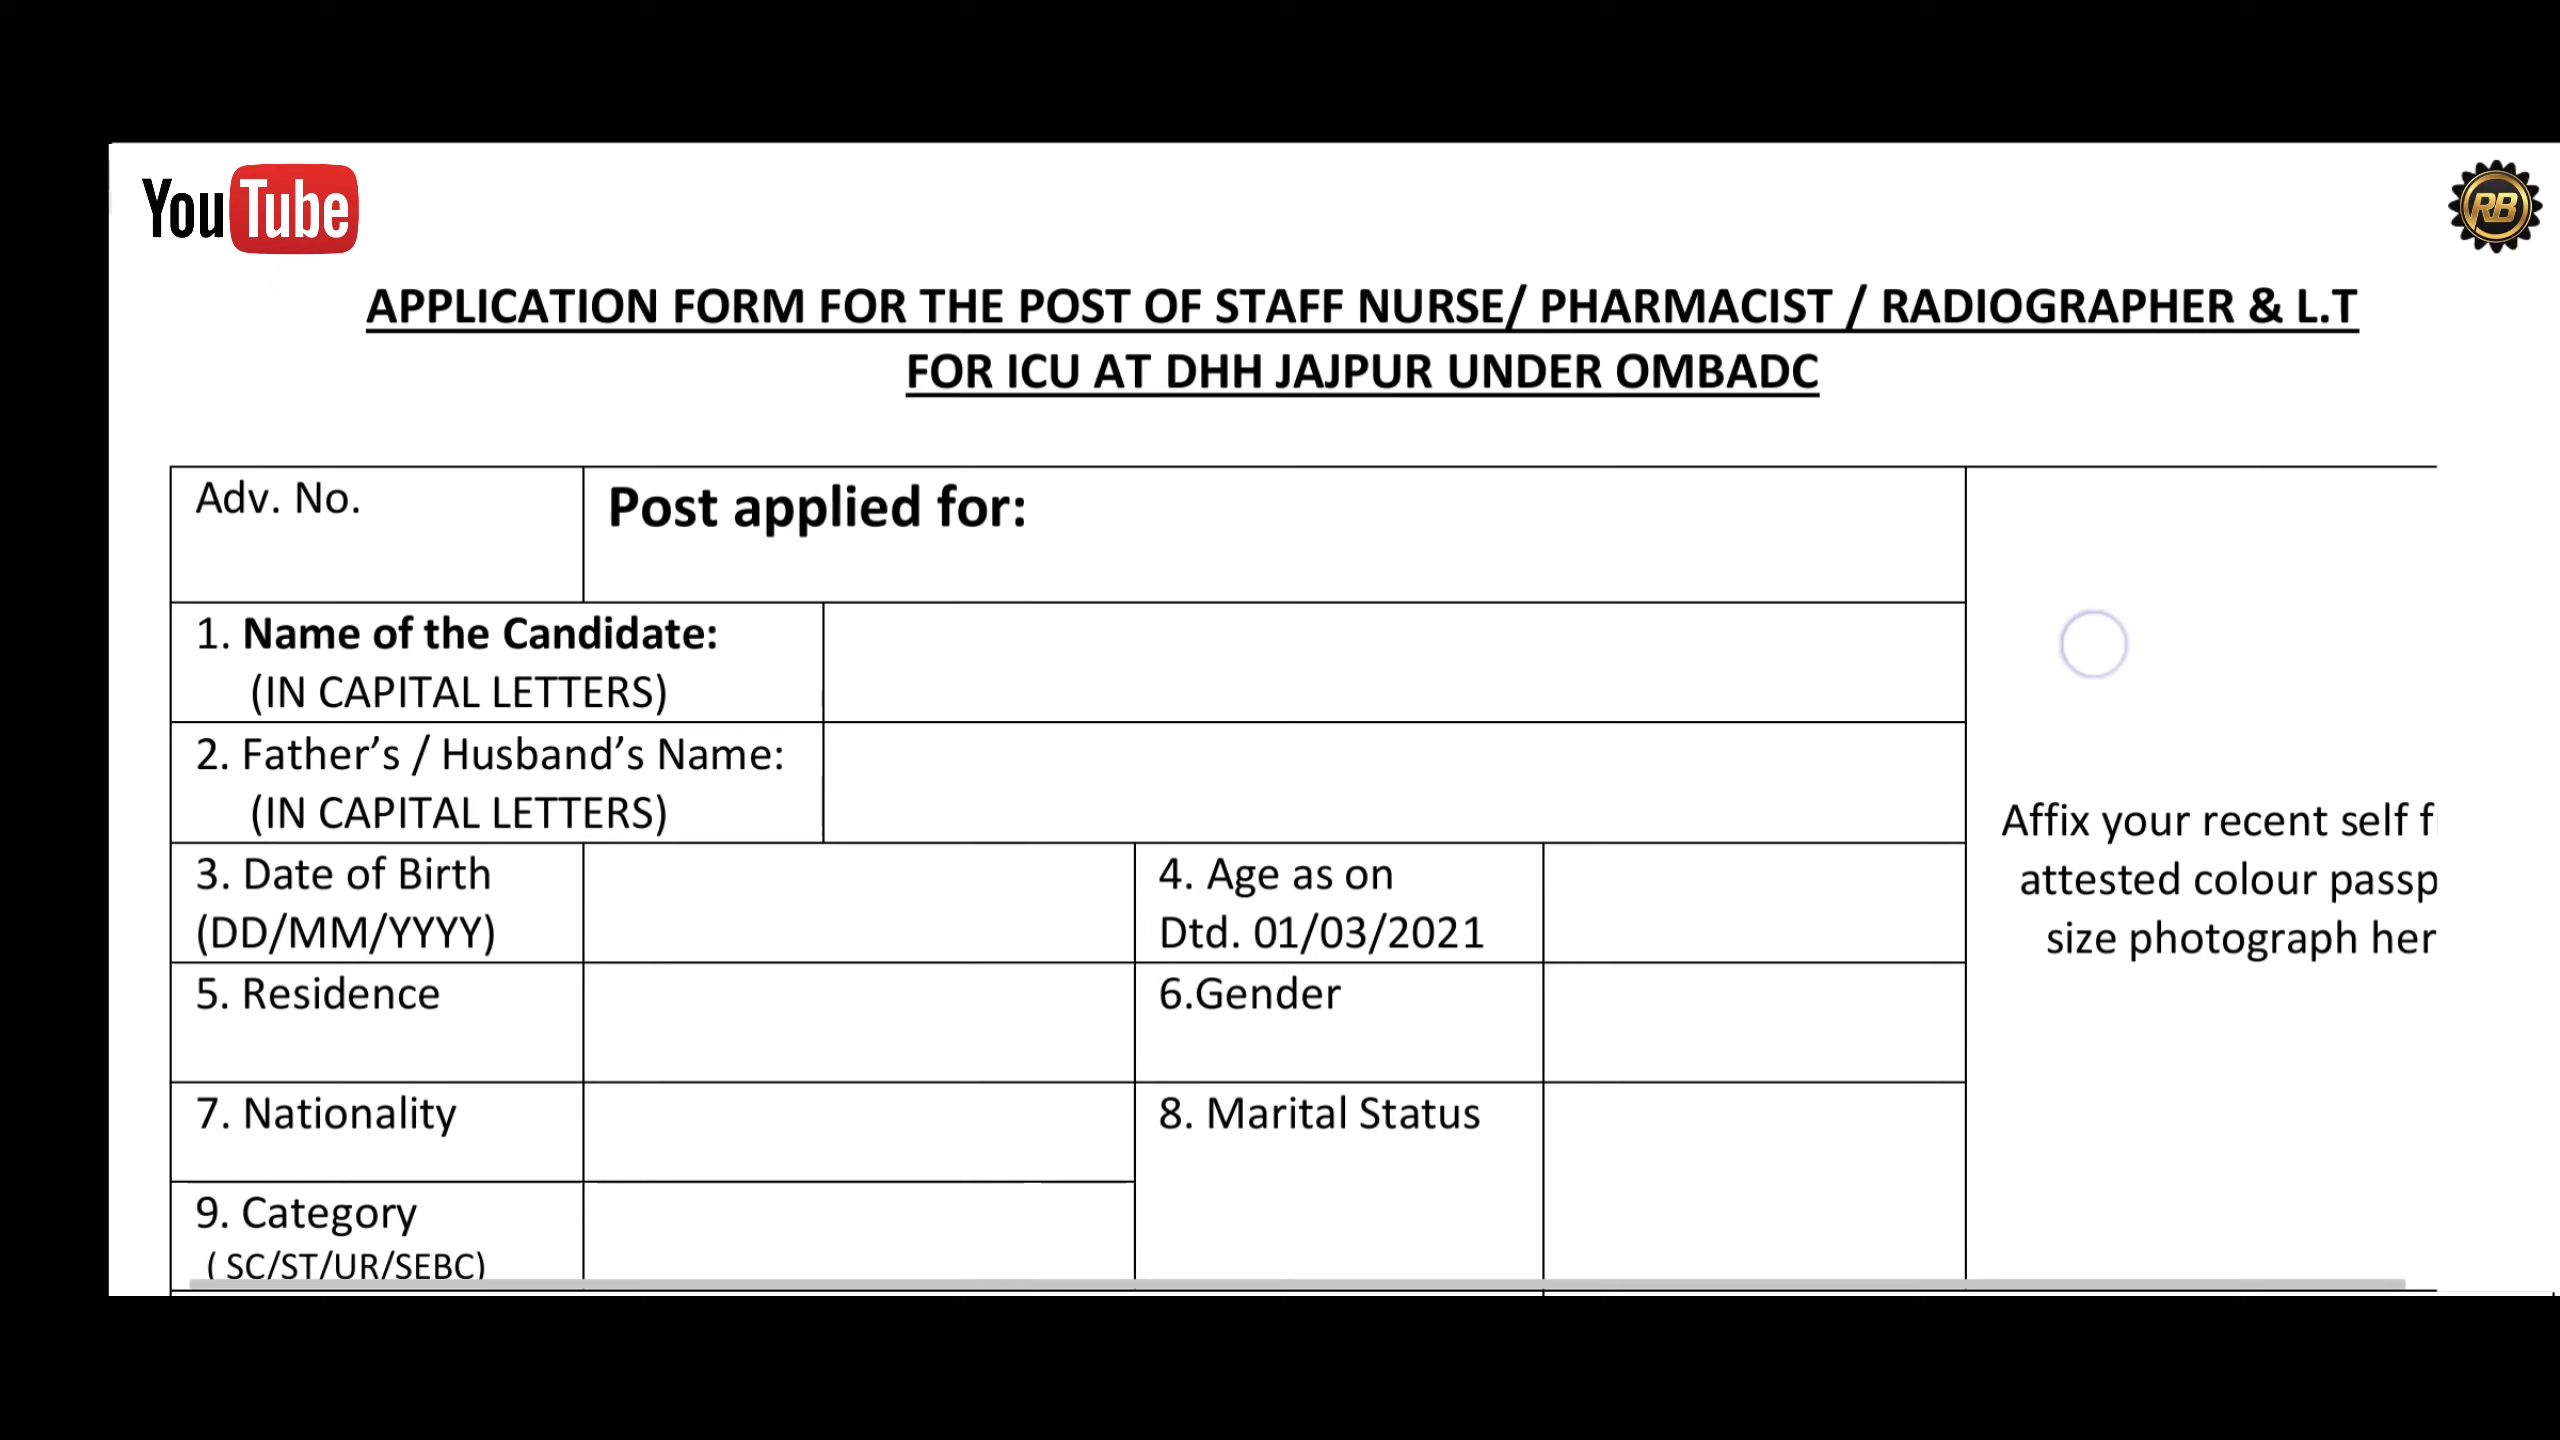 YouTube
RB
APPLICATION FORM FOR THE POST OF STAFF NURSE/ PHARMACIST / RADIOGRAPHER & L.T
FOR ICU AT DHH JAJPUR UNDER OMBADC
Adv. No.
Post applied for:
1. Name of the Candidate:
(IN CAPITAL LETTERS)
2. Father’s / Husband’s Name:
(IN CAPITAL LETTERS)
3. Date of Birth
(DD/MM/YYYY)
4. Age as on
Dtd. 01/03/2021
Affix your recent self
attested colour passp
size photograph her
5. Residence
6.Gender
7. Nationality
8. Marital Status
9. Category
( SC/ST/UR/SEBC)